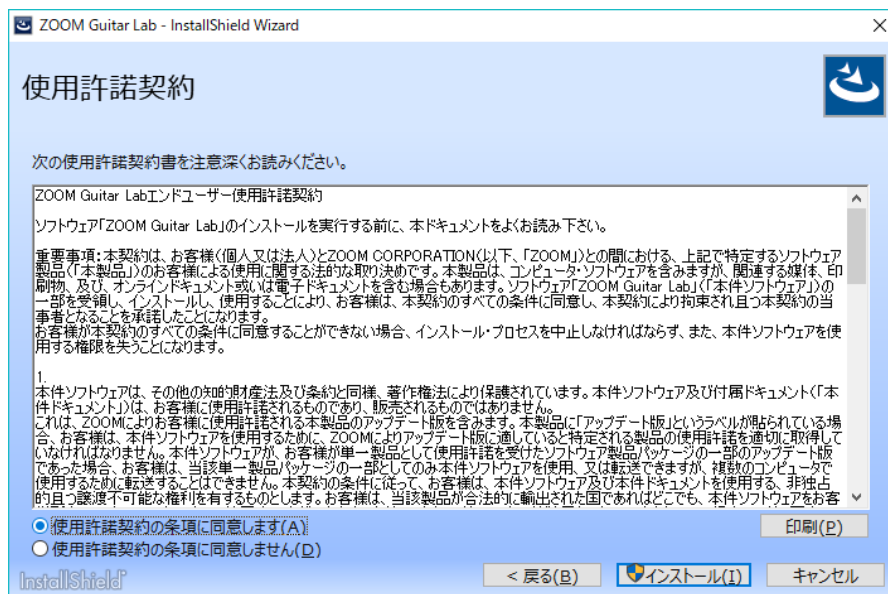 ZOOM Guitar Lab - InstallShield Wizard
使用許諾契約
次の使用許諾契約書を注意深くお読みください。
ZOOM Guitar Labエンドユーザー使用許諾契約
ソフトウェア「ZOOM Guitar Lab」のインストールを実行する前に、本ドキュメントをよくお読み下さい。
重要事項：本契約は、お客様(個人又は法人)とZOOM CORPORATION(以下、「ZOOM」)との間における、上記で特定するソフトウェア
製品(「本製品」)のお客様による使用に関する法的な取り決めです。本製品は、コンピュータ・ソフトウェアを含みますが、関連する媒体、印
刷物、及び、オンラインドキュメント或いは電子ドキュメントを含む場合もあります。ソフトウェア「ZOOM Guitar Lab」(「本件ソフトウェア」)の
一部を受領し、インストールし、使用することにより、お客様は、本契約のすべての条件に同意し、本契約により拘束され且つ本契約の当
事者となることを承諾したことになります。
お客様が本契約のすべての条件に同意することができない場合、インストール・プロセスを中止しなければならず、また、本件ソフトウェアを使
用する権限を失うことになります。
1.
本件ソフトウェアは、その他の知的財産法及び条約と同様、著作権法により保護されています。本件ソフトウェア及び付属ドキュメント(「本
件ドキュメント」)は、お客様に使用許諾されるものであり、販売されるものではありません。
これは、ZOOMによりお客様に使用許諾される本製品のアップデート版を含みます。本製品に「アップデート版」というラベルが貼られている場
合、お客様は、本件ソフトウェアを使用するために、ZOOMによりアップデート版に適していると特定される製品の使用許諾を適切に取得して
いなければなりません。本件ソフトウェアが、お客様が単一製品として使用許諾を受けたソフトウェア製品パッケージの一部のアップデート版
であった場合、お客様は、当該単一製品パッケージの一部としてのみ本件ソフトウェアを使用、又は転送できますが、複数のコンピュータで
使用するために転送することはできません。本契約の条件に従って、お客様は、本件ソフトウェア及び本件ドキュメントを使用する、非独占
的且つ譲渡不可能な権利を有するものとします。お客様は、当該製品が合法的に輸出された国であればどこでも、本件ソフトウェアをお客
使用許諾契約の条項に同意します(A)
印刷(P)
使用許諾契約の条項に同意しません(D)
InstallShield
< 戻る(B)
インストール(I)
キャンセル